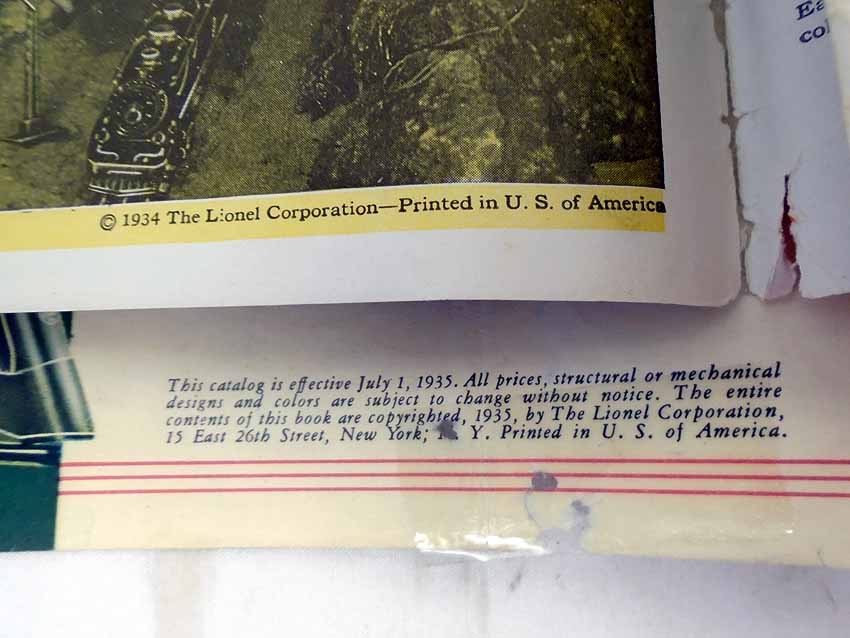 Ea
co
© 1934 The Lionel Corporation—Printed in U. S. of America
This catalog is effective July 1, 1935. All prices, structural or mechanical
designs and colors are subject to change without notice. The entire
contents of this book are copyrighted, 1935, by The Lionel Corporation,
15 East 26th Street, New York; Y. Printed in U. S. of America.